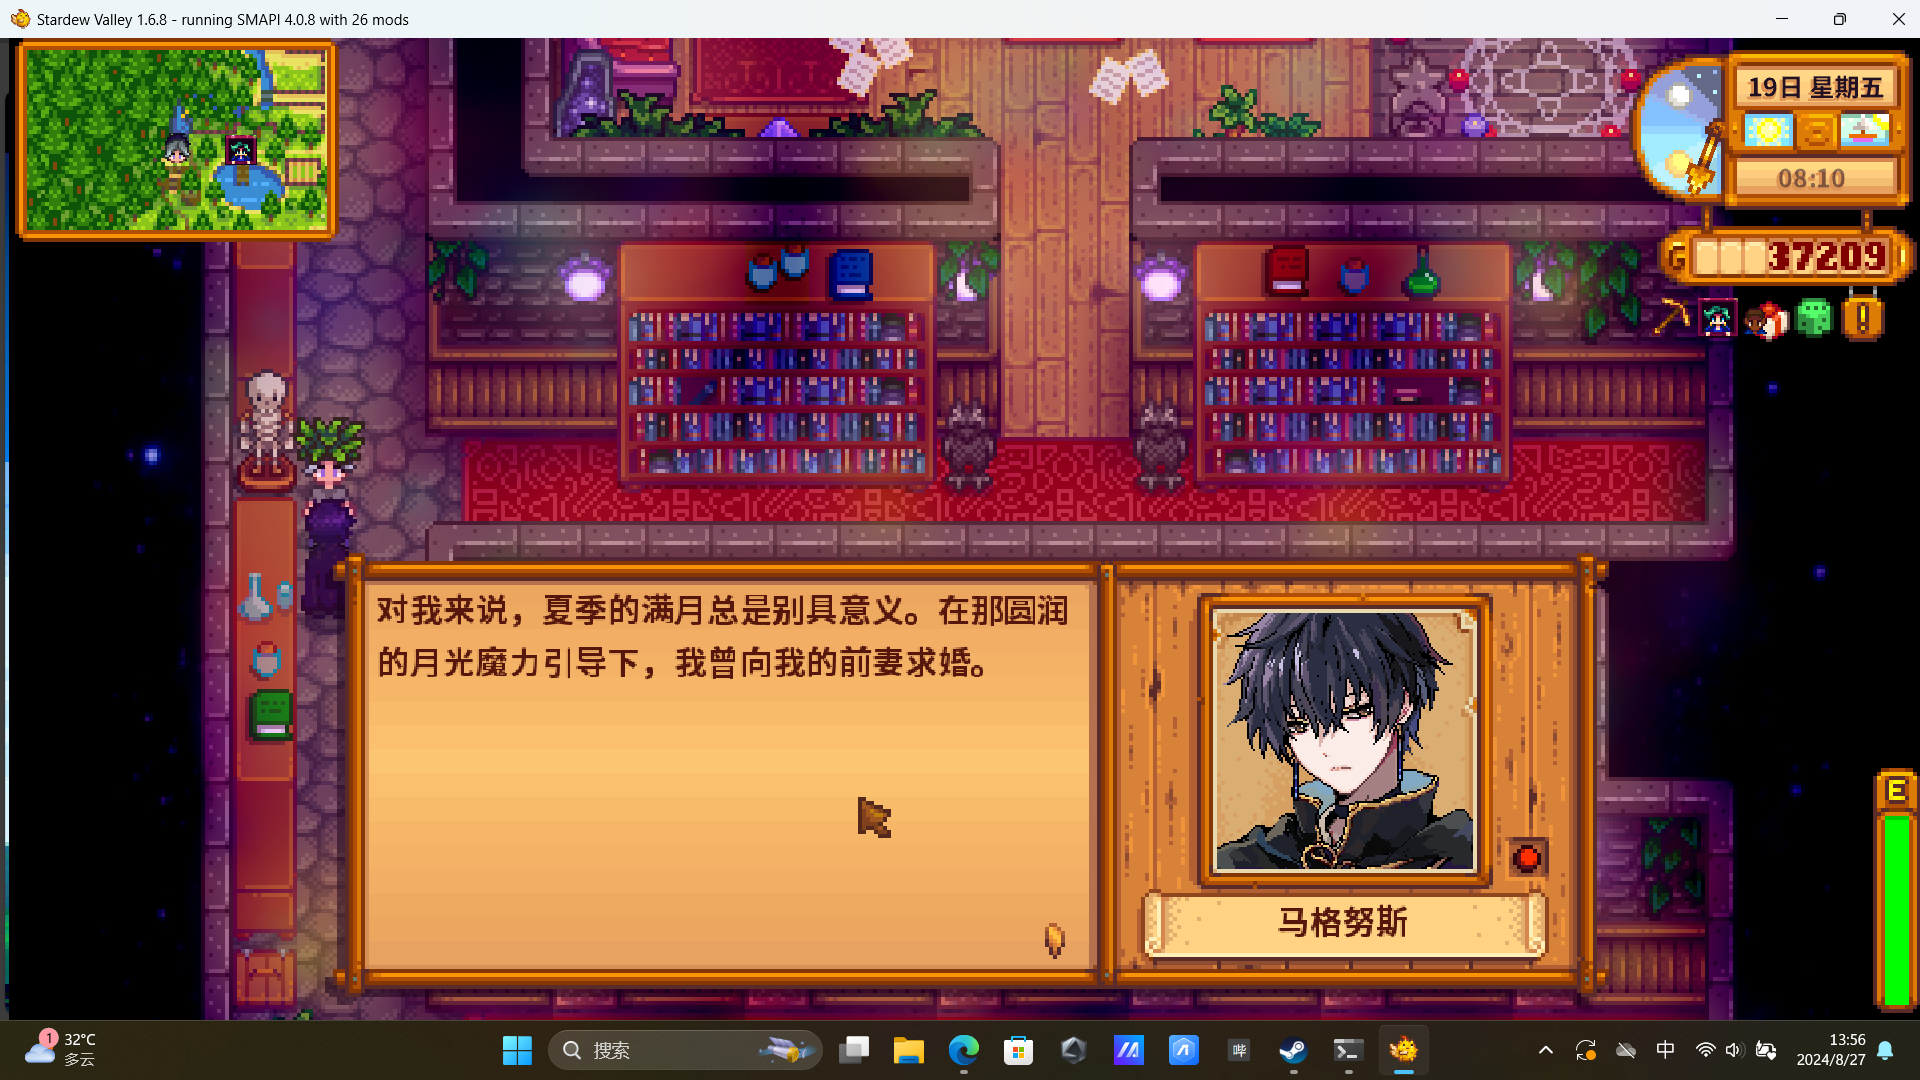 Stardew Valley 1.6.8 - running SMAPI 4.0.8 with 26 mods
19日 星期五
08:10
37209
对我来说，夏季的满月总是别具意义。在那圆润
的月光魔力引导下，我曾向我的前妻求婚。
马格努斯
E
1
32°C
多云
搜索
哔
中
13:56
2024/8/27